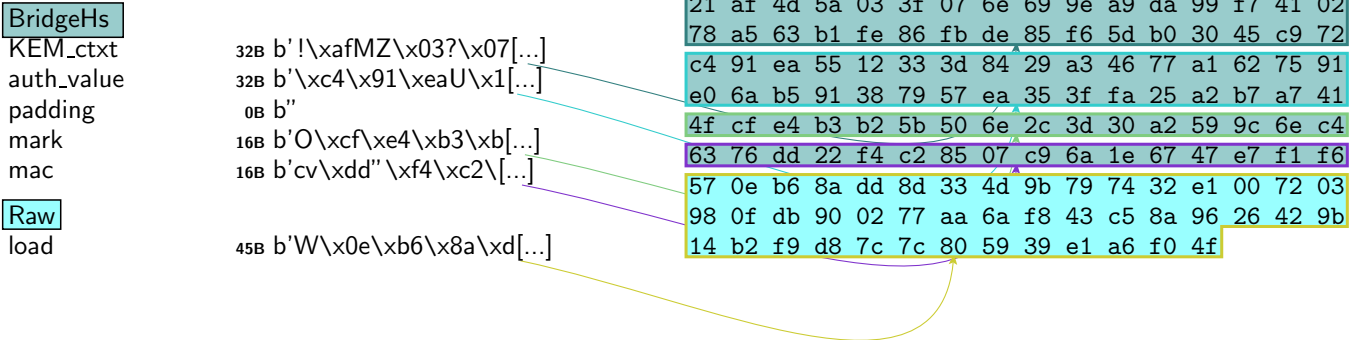 BridgeHs
KEM_ctxt 32B b'!\xafMZ\x03?\x07[...]
auth_value 32B b'\xc4\x91\xeaU\x1[...]
padding 0B b''
mark 16B b'O\xcf\xe4\xb3\xb[...]
mac 16B b'cv\xdd"\xf4\xc2\[...]
Raw
load 45B b'W\x0e\xb6\x8a\xd[...]
21 af 4d 5a 03 3f 07 6e 69 9e a9 da 99 f7 41 02
78 a5 63 b1 fe 86 fb de 85 f6 5d b0 30 45 c9 72
c4 91 ea 55 12 33 3d 84 29 a3 46 77 a1 62 75 91
e0 6a b5 91 38 79 57 ea 35 3f fa 25 a2 b7 a7 41
4f cf e4 b3 b2 5b 50 6e 2c 3d 30 a2 59 9c 6e c4
63 76 dd 22 f4 c2 85 07 c9 6a 1e 67 47 e7 f1 f6
57 0e b6 8a dd 8d 33 4d 9b 79 74 32 e1 00 72 03
98 0f db 90 02 77 aa 6a f8 43 c5 8a 96 26 42 9b
14 b2 f9 d8 7c 7c 80 59 39 e1 a6 f0 4f